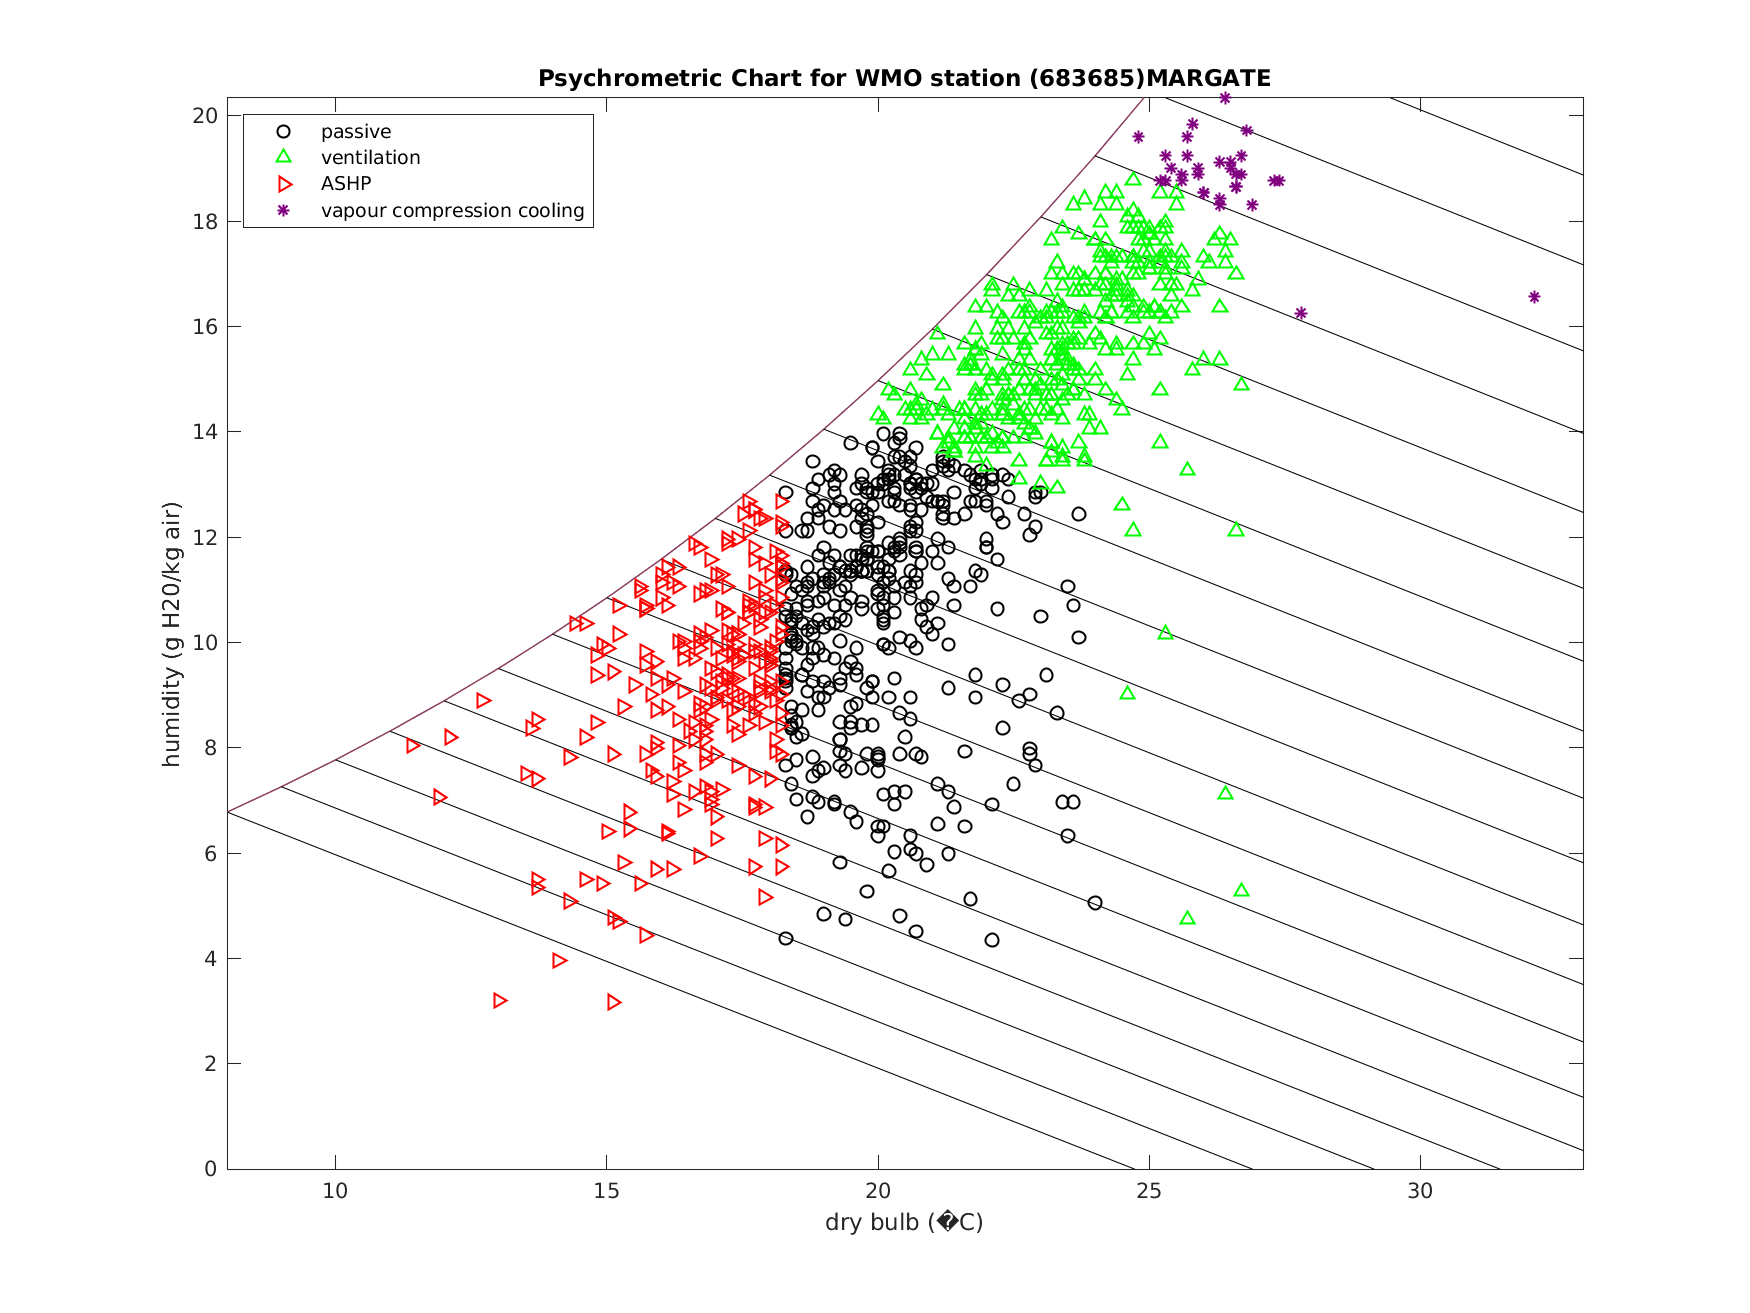 Psychrometric Chart for WMO station (683685)MARGATE
passive
ventilation
ASHP
vapour compression cooling
humidity (g H20/kg air)
20
18
16
14
12
10
8
6
4
2
0
10 15 20 25 30
dry bulb (�C)